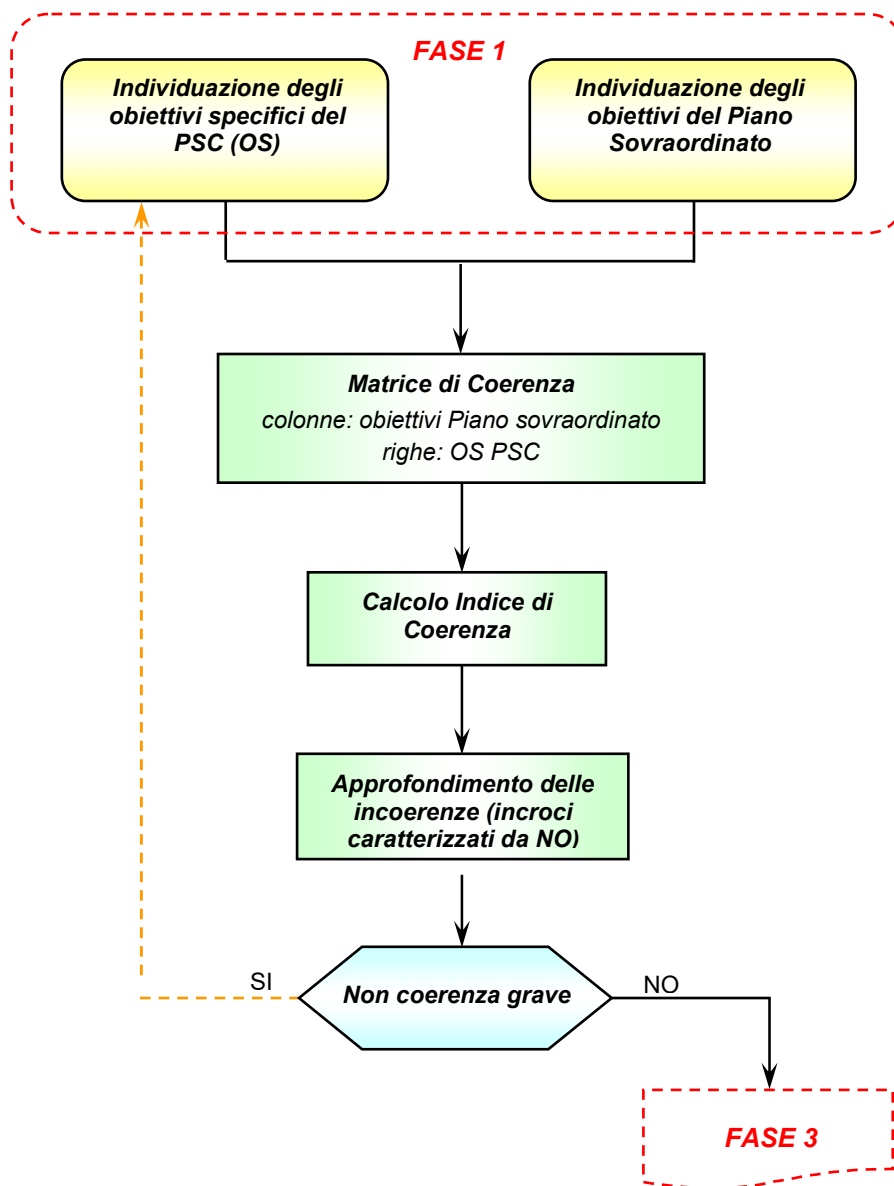 FASE 1
Individuazione degli
obiettivi specifici del
PSC (OS)
Individuazione degli
obiettivi del Piano
Sovraordinato
Matrice di Coerenza
colonne: obiettivi Piano sovraordinato
righe: OS PSC
Calcolo Indice di
Coerenza
Approfondimento delle
incoerenze (incroci
caratterizzati da NO)
SI
Non coerenza grave
NO
FASE 3